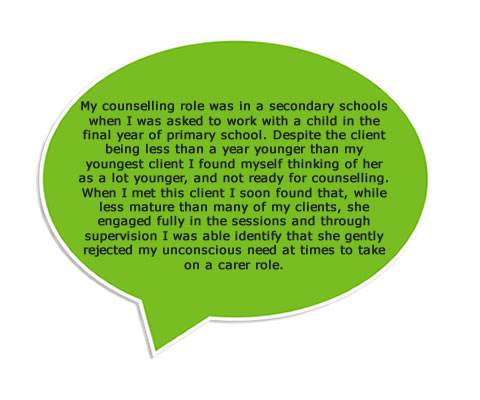 My counselling role was in a secondary schools
when I was asked to work with a child in the
final year of primary school. Despite the client
being less than a year younger than my
youngest client I found myself thinking of her
as a lot younger, and not ready for counselling.
When I met this client I soon found that, while
less mature than many of my clients, she
engaged fully in the sessions and through
supervision I was able identify that she gently
rejected my unconscious need at times to take
on a carer role.